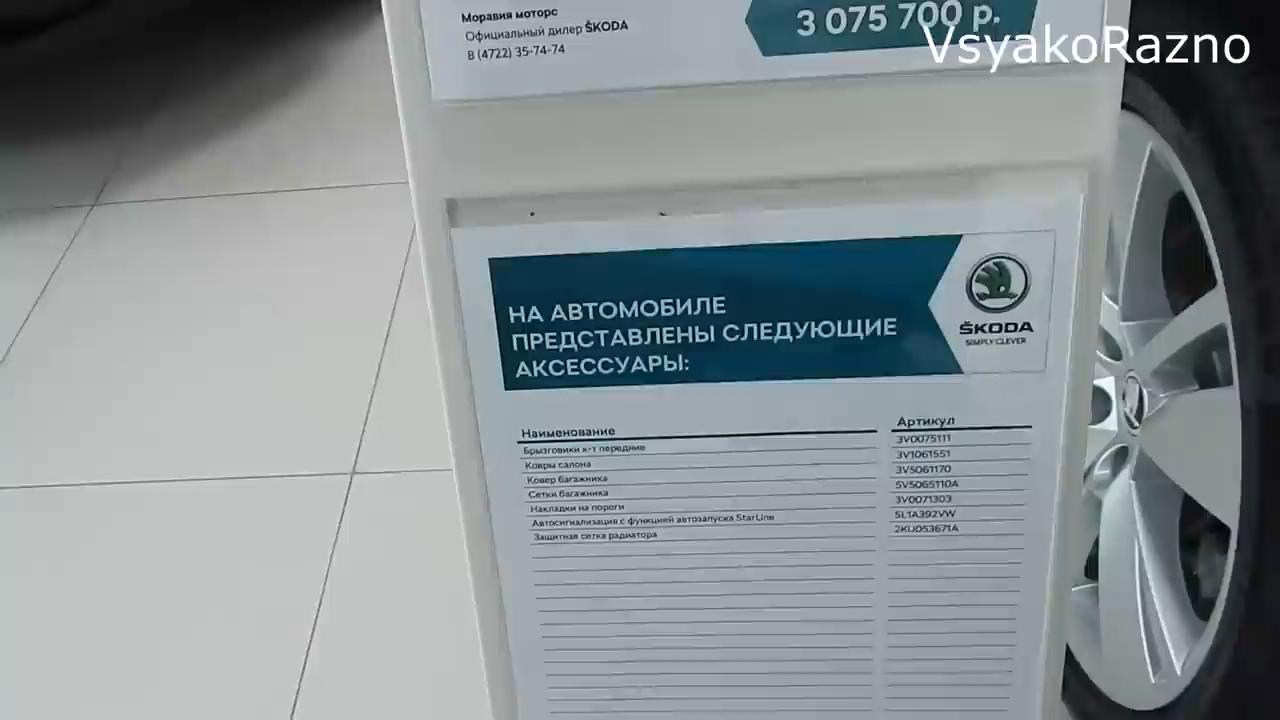 Моравия моторс
Официальный дилер ŠKODA
8 (4722) 35-74-74
3 075 700 р.
VsyakoRazno
НА АВТОМОБИЛЕ
ПРЕДСТАВЛЕНЫ СЛЕДУЮЩИЕ
АКСЕССУАРЫ:
ŠKODA
SIMPLY CLEVER
Наименование Артикул
Брызговики к-т передние 3V0075111
Ковры салона 3V1061551
Ковер багажника 3V5061170
Сетки багажника 5V5065110A
Накладки на пороги 3V0071303
Автосигнализация с функцией автозапуска StarLine SL1A392VW
Защитная сетка радиатора 2KIJ053671A